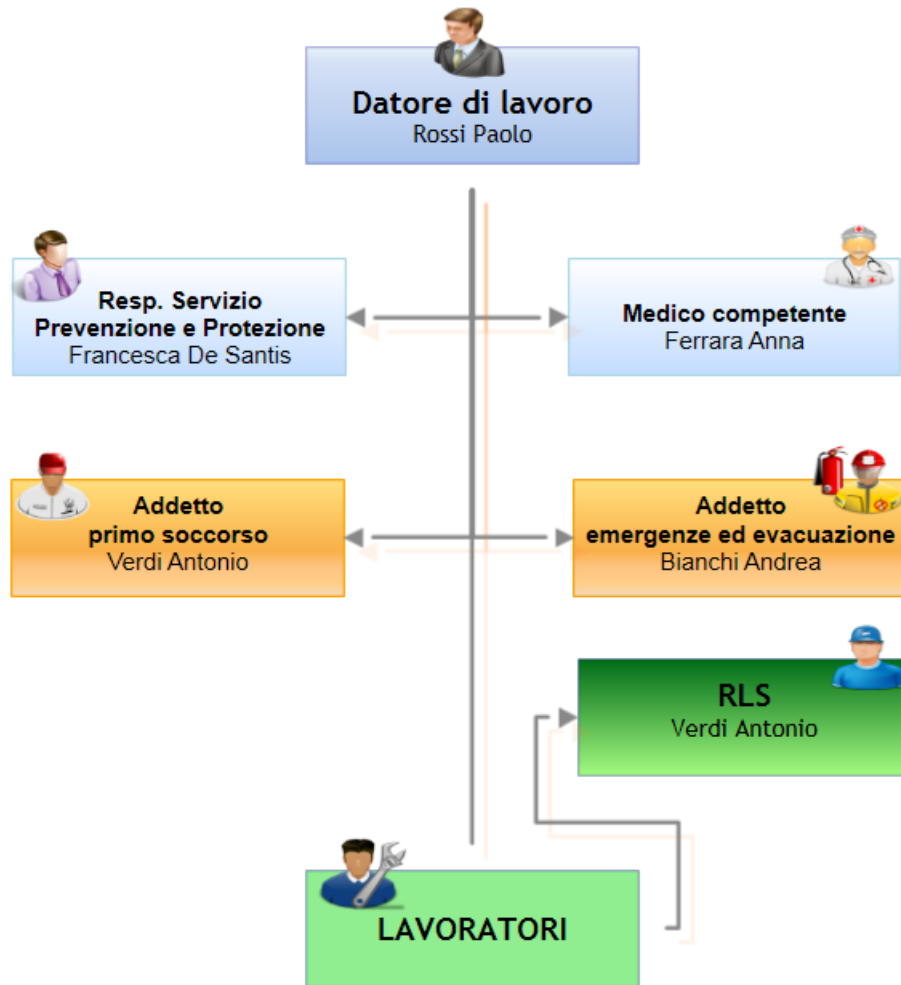 Datore di lavoro
Rossi Paolo
Resp. Servizio
Prevenzione e Protezione
Francesca De Santis
Medico competente
Ferrara Anna
Addetto
primo soccorso
Verdi Antonio
Addetto
emergenze ed evacuazione
Bianchi Andrea
RLS
Verdi Antonio
LAVORATORI